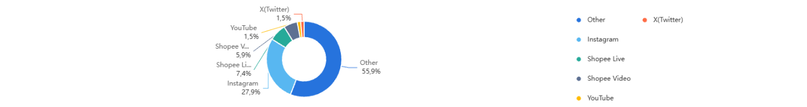 X(Twitter)
1,5%
YouTube
1,5%
Shopee V...
5,9%
Shopee Li...
7,4%
Instagram
27,9%
Other
55,9%
Other
X(Twitter)
Instagram
Shopee Live
Shopee Video
YouTube